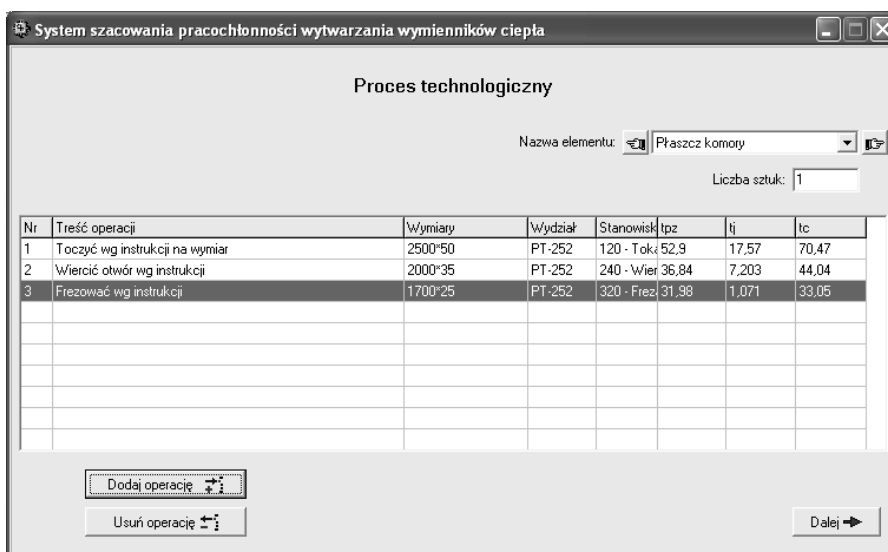 System szacowania pracochłonności wytwarzania wymienników ciepła
Proces technologiczny
Nazwa elementu: Płaszcz komory
Liczba sztuk: 1
Nr Treść operacji Wymiary Wydział Stanowisk tpz tj tc
1 Toczyć wg instrukcji na wymiar 2500*50 PT-252 120 - Toka 52,9 17,57 70,47
2 Wiercić otwór wg instrukcji 2000*35 PT-252 240 - Wier 36,84 7,203 44,04
3 Frezować wg instrukcji 1700*25 PT-252 320 - Freza 31,98 1,071 33,05
Dodaj operację
Usuń operację
Dalej